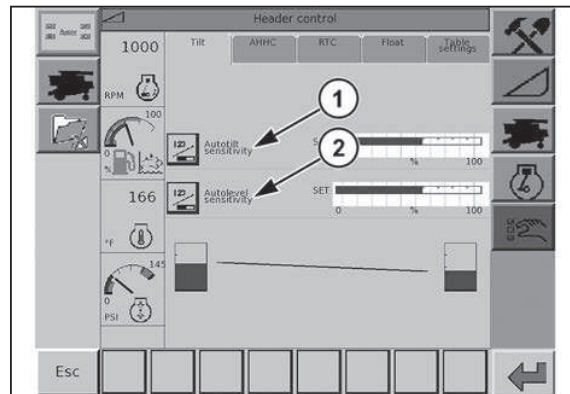 Header control
1000
RPM
Tilt
AHHC
RTC
Float
Table
settings
100
0
%
1
Autotilt
sensitivity
%
100
2
166
°F
Autolevel
sensitivity
SET
0
%
100
145
0
PSI
Esc